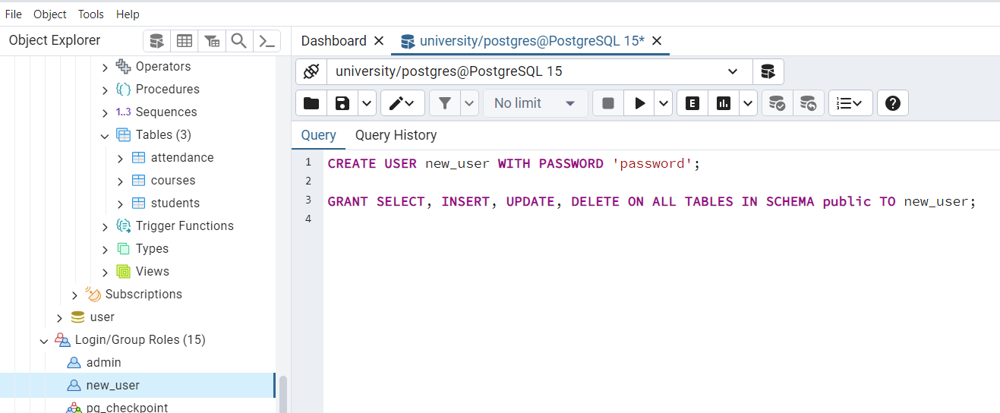 File Object Tools Help
Object Explorer
Dashboard
university/postgres@PostgreSQL 15*
university/postgres@PostgreSQL 15
No limit
E
Query Query History
1 CREATE USER new_user WITH PASSWORD 'password';
2
3 GRANT SELECT, INSERT, UPDATE, DELETE ON ALL TABLES IN SCHEMA public TO new_user;
4
Operators
Procedures
1..3 Sequences
Tables (3)
attendance
courses
students
Trigger Functions
Types
Views
Subscriptions
user
Login/Group Roles (15)
admin
new_user
pg_checkpoint